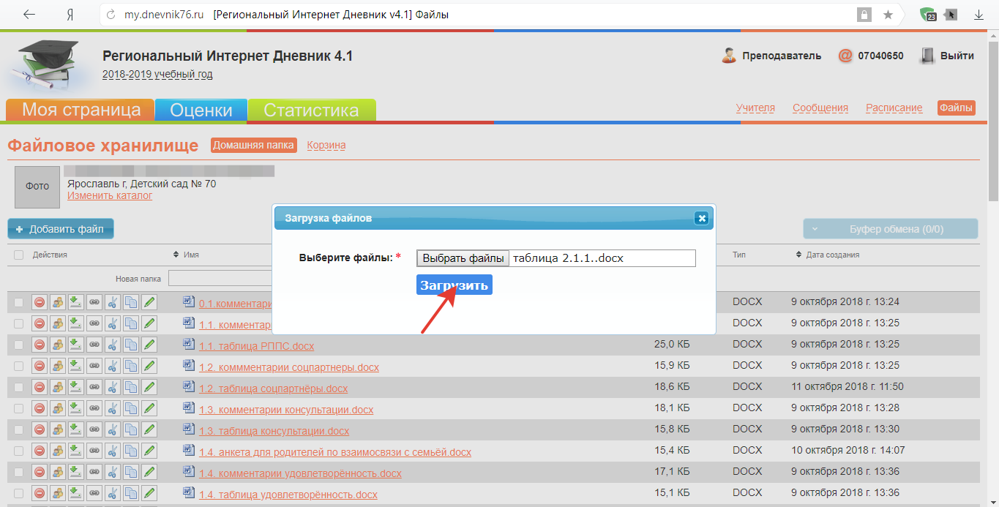 Я
my.dnevnik76.ru [Региональный Интернет Дневник v4.1] Файлы
23
Региональный Интернет Дневник 4.1
2018-2019 учебный год
Преподаватель @ 07040650 Выйти
Моя страница Оценки Статистика
Учителя Сообщения Расписание Файлы
Файловое хранилище Домашняя папка Корзина
Фото
Ярославль г, Детский сад № 70
Изменить каталог
Загрузка файлов
+ Добавить файл
Буфер обмена (0/0)
Выберите файлы: * Выбрать файлы таблица 2.1.1..docx
Загрузить
Действия Имя Тип Дата создания
Новая папка
0.1.комментари DOCX 9 октября 2018 г. 13:24
1.1. комментар DOCX 9 октября 2018 г. 13:25
1.1. таблица РППС.docx 25,0 КБ DOCX 9 октября 2018 г. 13:25
1.2. коммментарии соцпартнеры.docx 15,9 КБ DOCX 9 октября 2018 г. 13:25
1.2. таблица соцпартнёры.docx 18,6 КБ DOCX 11 октября 2018 г. 11:50
1.3. комментарии консультации.docx 18,1 КБ DOCX 9 октября 2018 г. 13:28
1.3. таблица консультации.docx 15,8 КБ DOCX 9 октября 2018 г. 13:30
1.4. анкета для родителей по взаимосвязи с семьёй.docx 15,4 КБ DOCX 10 октября 2018 г. 14:07
1.4. комментарии удовлетворённость.docx 17,1 КБ DOCX 9 октября 2018 г. 13:36
1.4. таблица удовлетворённость.docx 15,1 КБ DOCX 9 октября 2018 г. 13:36